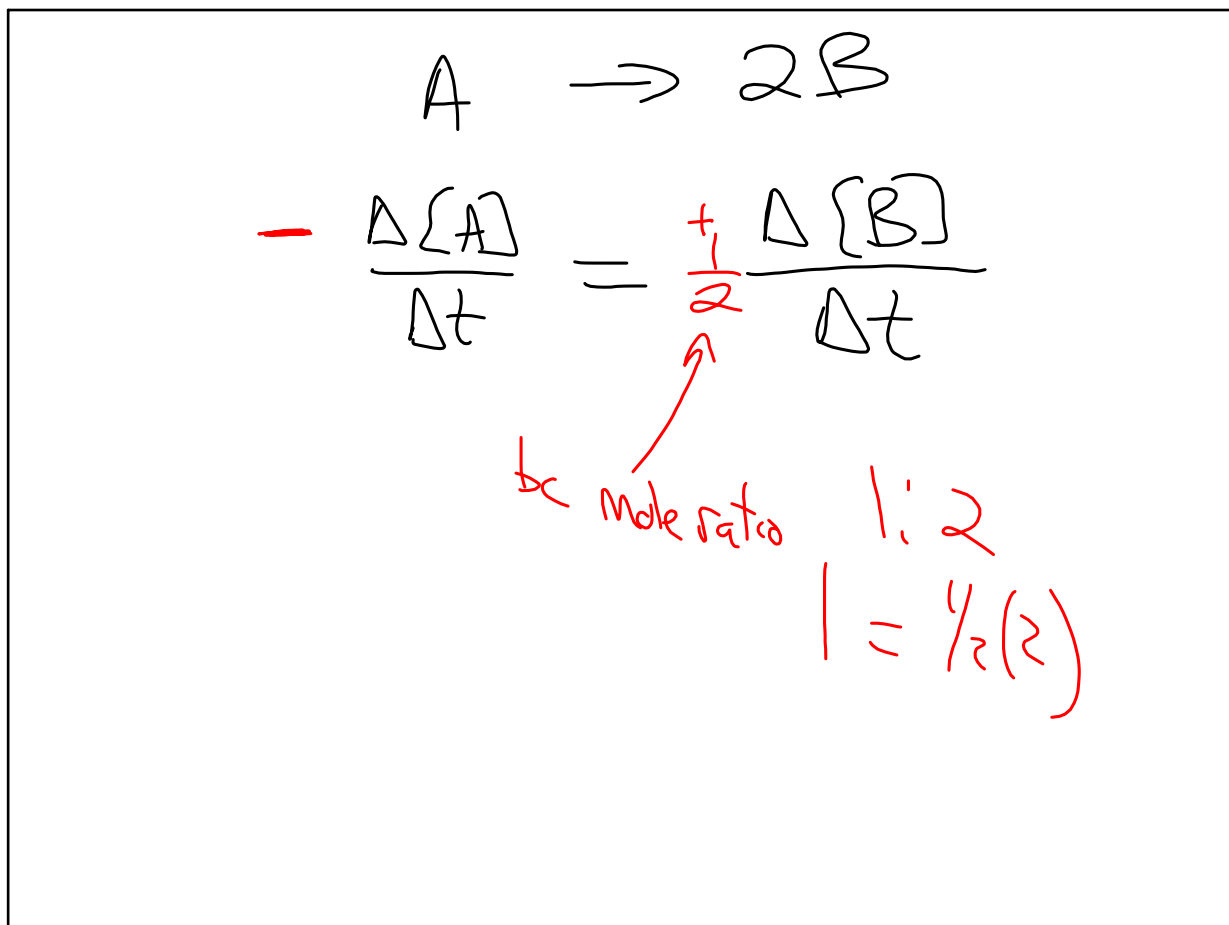 A → 2B
- Δ[A]/Δt = +1/2 Δ[B]/Δt
bc mole ratio 1:2
1 = 1/2(2)